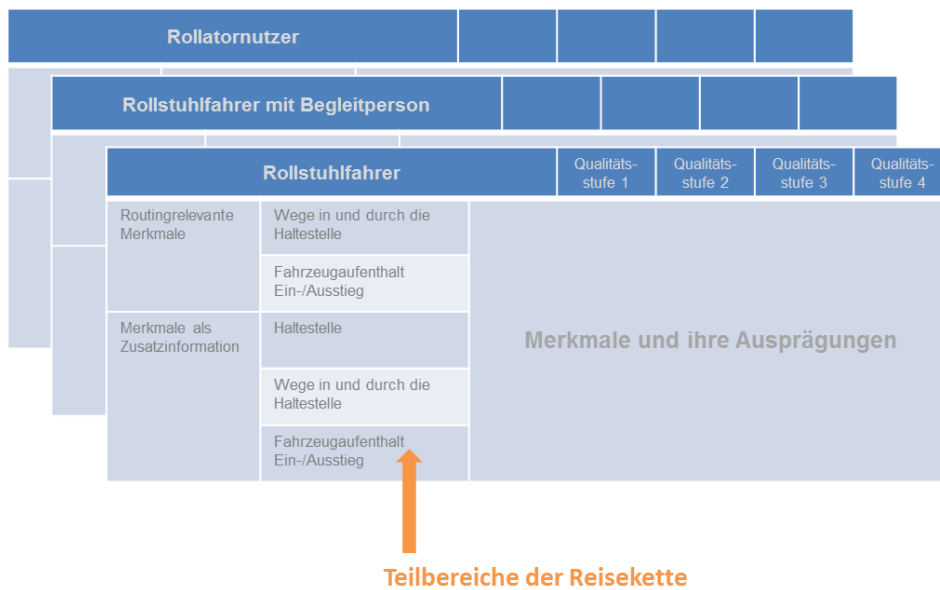 Rollatornutzer
Rollstuhlfahrer mit Begleitperson
Rollstuhlfahrer
Qualitäts-
stufe 1
Qualitäts-
stufe 2
Qualitäts-
stufe 3
Qualitäts-
stufe 4
Routingrelevante
Merkmale
Wege in und durch die
Haltestelle
Fahrzeugaufenthalt
Ein-/Ausstieg
Merkmale als
Zusatzinformation
Haltestelle
Wege in und durch die
Haltestelle
Fahrzeugaufenthalt
Ein-/Ausstieg
Merkmale und ihre Ausprägungen
Teilbereiche der Reisekette